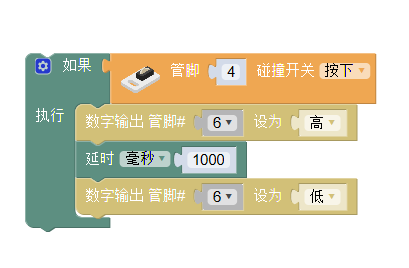 如果 管脚 4 碰撞开关 按下
执行
数字输出 管脚# 6 设为 高
延时 毫秒 1000
数字输出 管脚# 6 设为 低